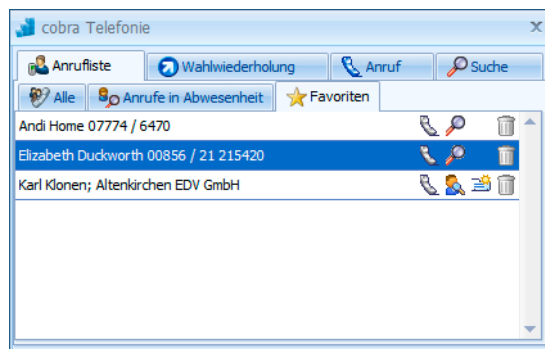 cobra Telefonie
Anrufliste Wahlwiederholung Anruf Suche
Alle Anrufe in Abwesenheit Favoriten
Andi Home 07774 / 6470
Elizabeth Duckworth 00856 / 21 215420
Karl Klonen; Altenkirchen EDV GmbH